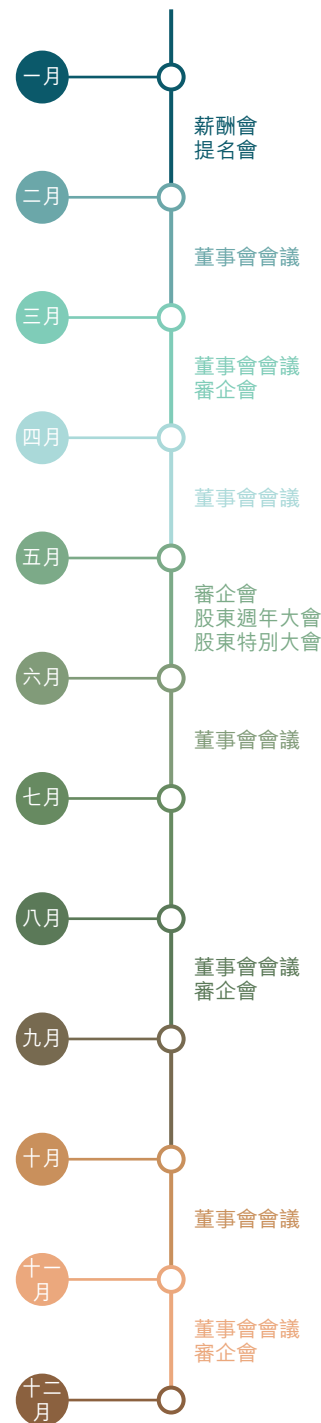 一月
薪酬會
提名會
二月
董事會會議
三月
董事會會議
審企會
四月
董事會會議
五月
審企會
股東週年大會
股東特別大會
六月
董事會會議
七月
八月
董事會會議
審企會
九月
十月
董事會會議
十一
月
董事會會議
審企會
十二
月